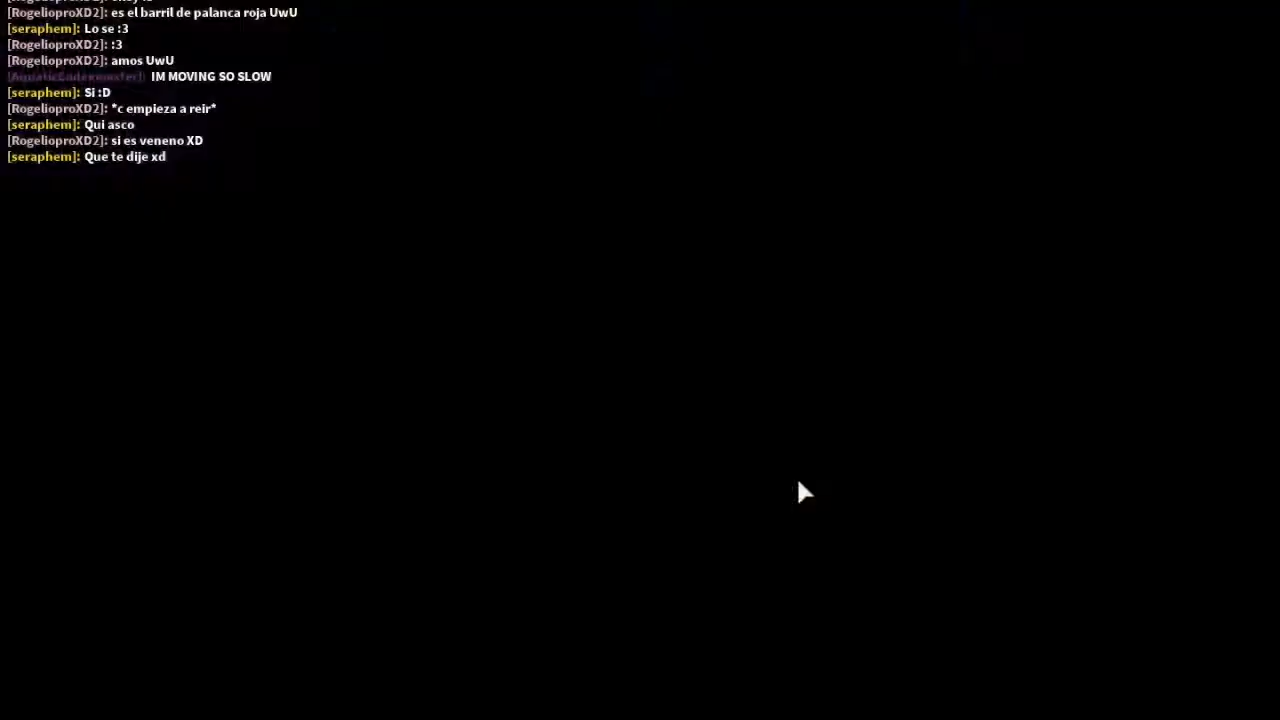 [RogelioproXD2]: es el barril de palanca roja UwU
[seraphem]: Lo se :3
[RogelioproXD2]: :3
[RogelioproXD2]: amos UwU
IM MOVING SO SLOW
[seraphem]: Si :D
[RogelioproXD2]: *c empieza a reir*
[seraphem]: Qui asco
[RogelioproXD2]: si es veneno XD
[seraphem]: Que te dije xd